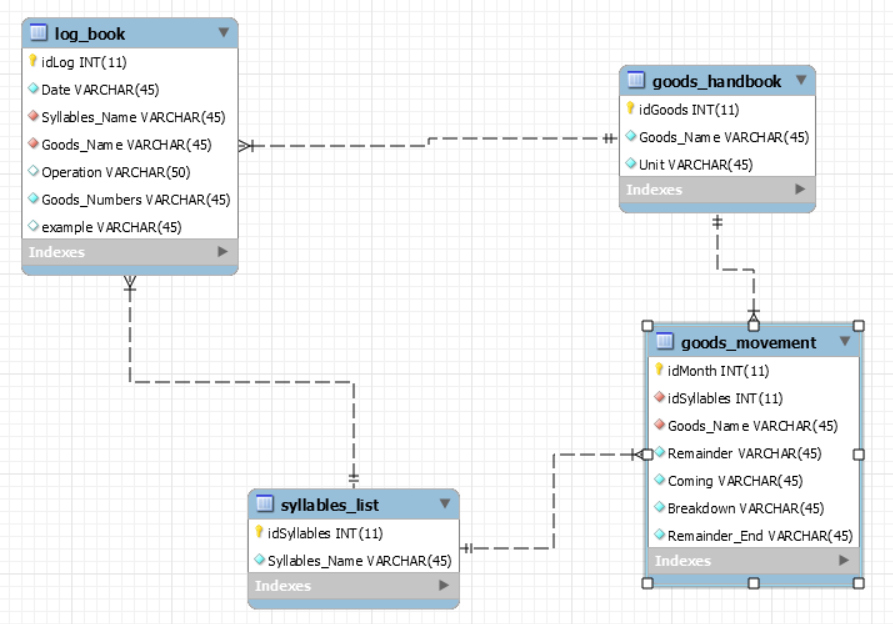 log_book
idLog INT(11)
Date VARCHAR(45)
Syllables_Name VARCHAR(45)
Goods_Name VARCHAR(45)
Operation VARCHAR(50)
Goods_Numbers VARCHAR(45)
example VARCHAR(45)
Indexes
goods_handbook
idGoods INT(11)
Goods_Name VARCHAR(45)
Unit VARCHAR(45)
Indexes
goods_movement
idMonth INT(11)
idSyllables INT(11)
Goods_Name VARCHAR(45)
Remainder VARCHAR(45)
Coming VARCHAR(45)
Breakdown VARCHAR(45)
Remainder_End VARCHAR(45)
Indexes
syllables_list
idSyllables INT(11)
Syllables_Name VARCHAR(45)
Indexes